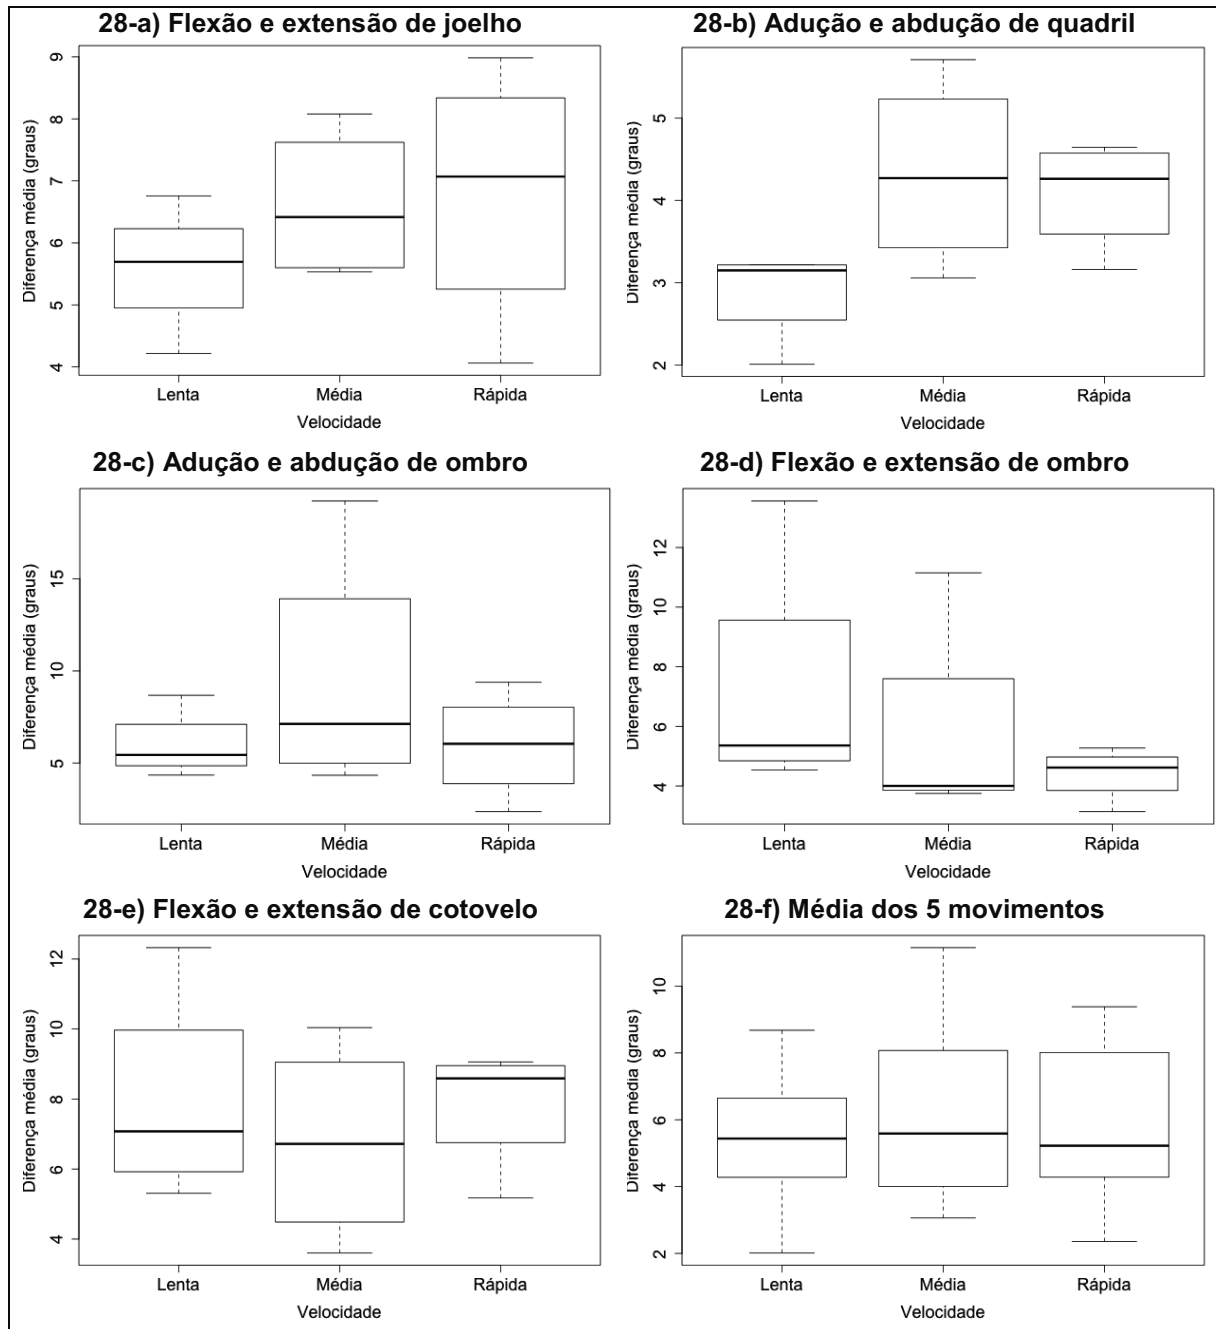 28-a) Flexão e extensão de joelho
Diferença média (graus)
9
8
7
6
5
4
Lenta Média Rápida
Velocidade
28-b) Adução e abdução de quadril
Diferença média (graus)
5
4
3
2
Lenta Média Rápida
Velocidade
28-c) Adução e abdução de ombro
Diferença média (graus)
15
10
5
Lenta Média Rápida
Velocidade
28-d) Flexão e extensão de ombro
Diferença média (graus)
12
10
8
6
4
Lenta Média Rápida
Velocidade
28-e) Flexão e extensão de cotovelo
Diferença média (graus)
12
10
8
6
4
Lenta Média Rápida
Velocidade
28-f) Média dos 5 movimentos
Diferença média (graus)
10
8
6
4
2
Lenta Média Rápida
Velocidade